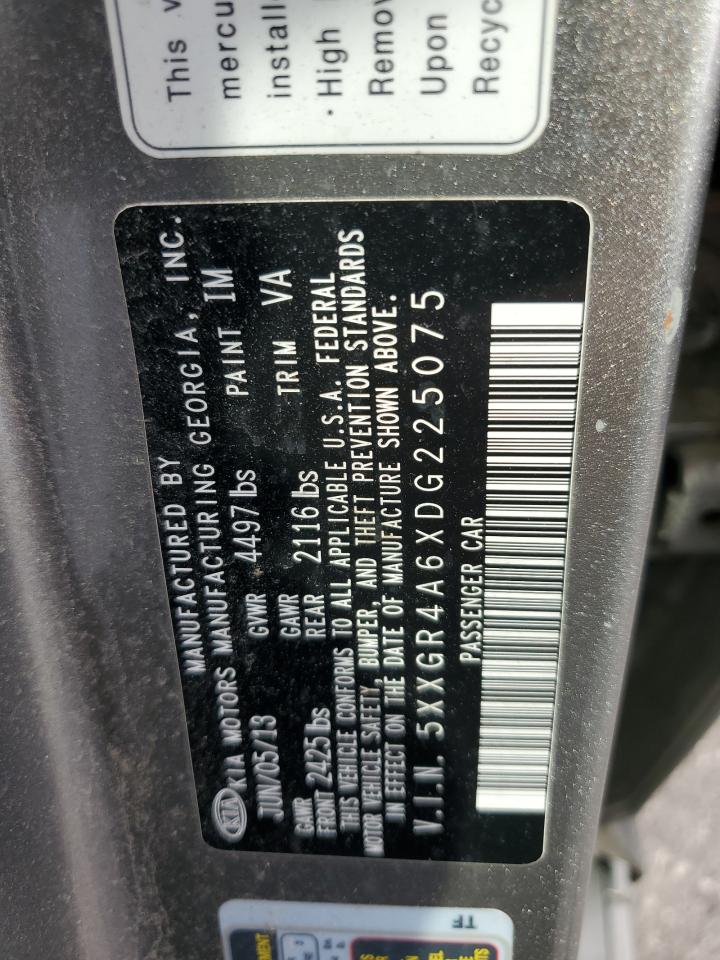 This v
mercu
installe
· High
Remov
Upon
Recyc
MANUFACTURED BY
KIA KIA MOTORS MANUFACTURING GEORGIA, INC.
JUN/05/13 GVWR 4497 lbs PAINT IM
GAWR FRONT 2425 lbs GAWR REAR 2116 lbs TRIM VA
THIS VEHICLE CONFORMS TO ALL APPLICABLE U.S.A. FEDERAL
MOTOR VEHICLE SAFETY, BUMPER, AND THEFT PREVENTION STANDARDS
IN EFFECT ON THE DATE OF MANUFACTURE SHOWN ABOVE.
V.I.N. 5XXGR4A6XDG225075
PASSENGER CAR
TF